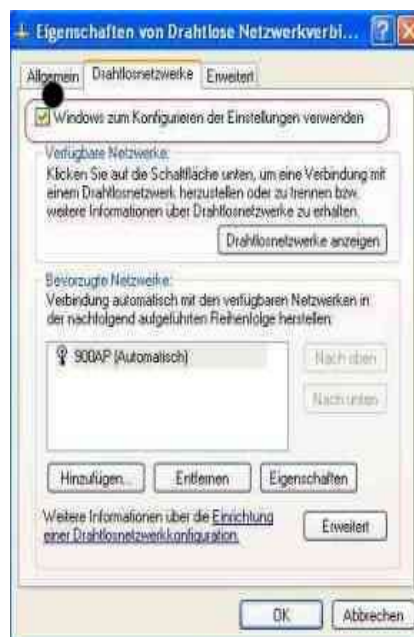 Eigenschaften von Drahtlose Netzwerkverbi... ? X
Allgemein Drahtlosnetzwerke Erweitert
Windows zum Konfigurieren der Einstellungen verwenden
Verfügbare Netzwerke:
Klicken Sie auf die Schaltfläche unten, um eine Verbindung mit
einem Drahtlosnetzwerk herzustellen oder zu trennen bzw.
weitere Informationen über Drahtlosnetzwerke zu erhalten.
Drahtlosnetzwerke anzeigen
Bevorzugte Netzwerke:
Verbindung automatisch mit den verfügbaren Netzwerken in
der nachfolgend aufgeführten Reihenfolge herstellen:
900AP (Automatisch)
Nach oben
Nach unten
Hinzufügen... Entfernen Eigenschaften
Weitere Informationen über die Einrichtung
einer Drahtlosnetzwerkkonfiguration.
Erweitert
OK Abbrechen